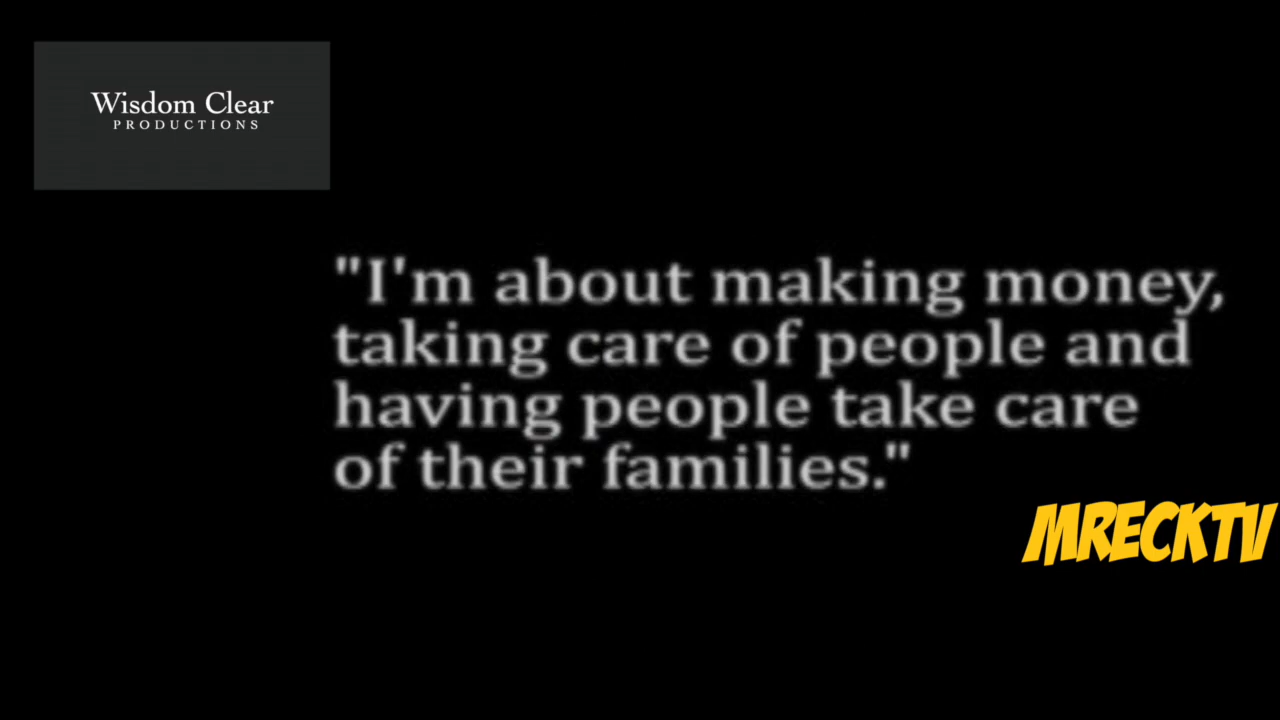 Wisdom Clear
PRODUCTIONS
"I'm about making money,
taking care of people and
having people take care
of their families."
MRECKTV